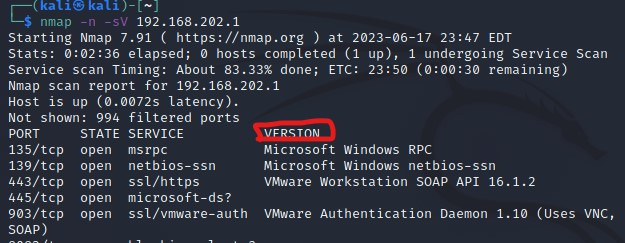 (kali㉿kali)-[~]
$ nmap -n -sV 192.168.202.1
Starting Nmap 7.91 ( https://nmap.org ) at 2023-06-17 23:47 EDT
Stats: 0:02:36 elapsed; 0 hosts completed (1 up), 1 undergoing Service Scan
Service scan Timing: About 83.33% done; ETC: 23:50 (0:00:30 remaining)
Nmap scan report for 192.168.202.1
Host is up (0.0072s latency).
Not shown: 994 filtered ports
PORT STATE SERVICE VERSION
135/tcp open msrpc Microsoft Windows RPC
139/tcp open netbios-ssn Microsoft Windows netbios-ssn
443/tcp open ssl/https VMware Workstation SOAP API 16.1.2
445/tcp open microsoft-ds?
903/tcp open ssl/vmware-auth VMware Authentication Daemon 1.10 (Uses VNC,
SOAP)